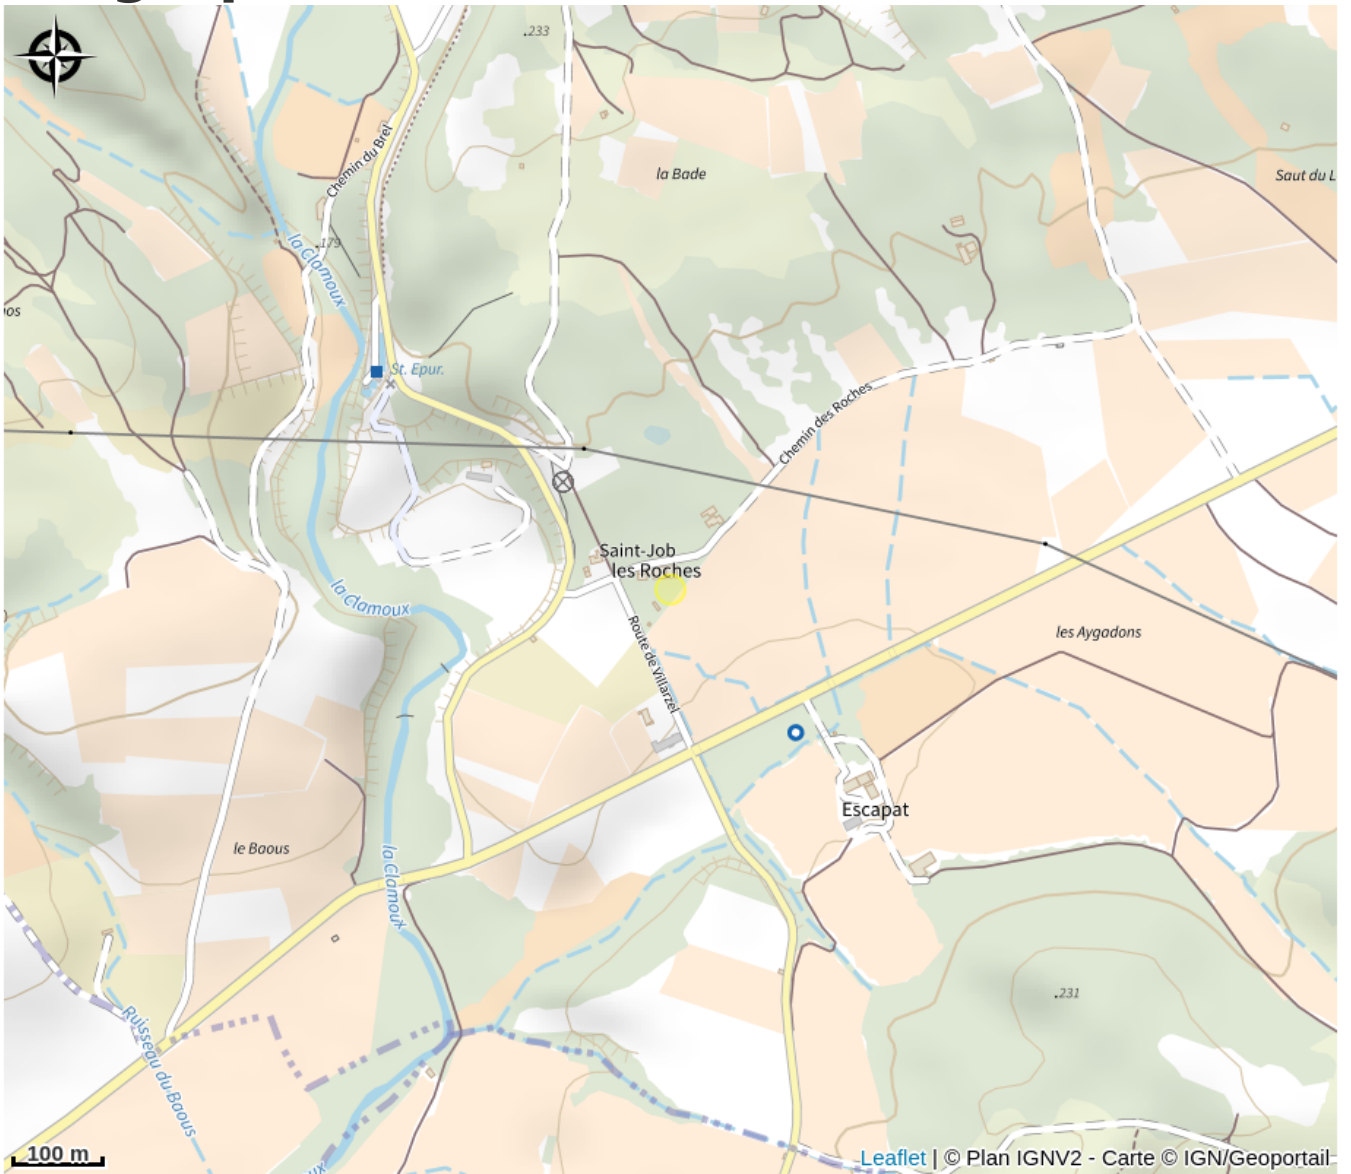 .233
Chemin du Brel
la Bade
Saut du L
.179
la Clamoux
os
St. Epur.
Chemin des Roches
Saint-Job
les Roches
la Clamoux
Route de Villarzel
les Aygadons
Escapat
le Baous
la Clamoux
.231
Ruisseau du Baous
100 m
ux
Leaflet | © Plan IGNV2 - Carte © IGN/Geoportail